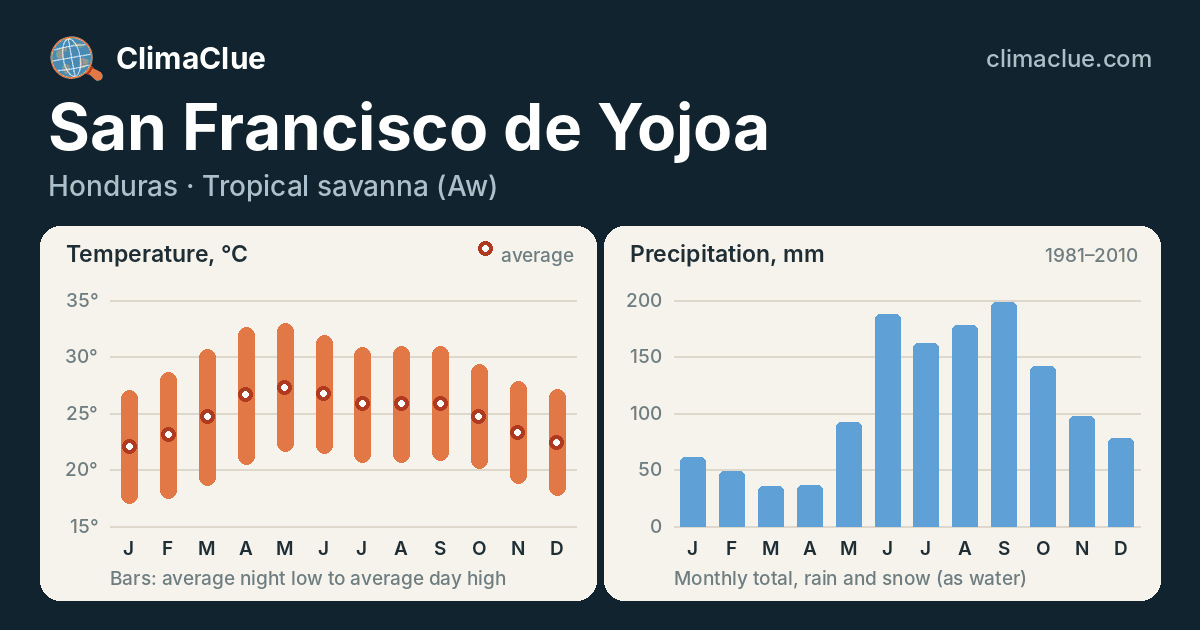 ClimaClue
climaclue.com
San Francisco de Yojoa
Honduras · Tropical savanna (Aw)
Temperature, °C
average
35°
30°
25°
20°
15°
J F M A M J J A S O N D
Bars: average night low to average day high
Precipitation, mm
1981–2010
200
150
100
50
0
J F M A M J J A S O N D
Monthly total, rain and snow (as water)